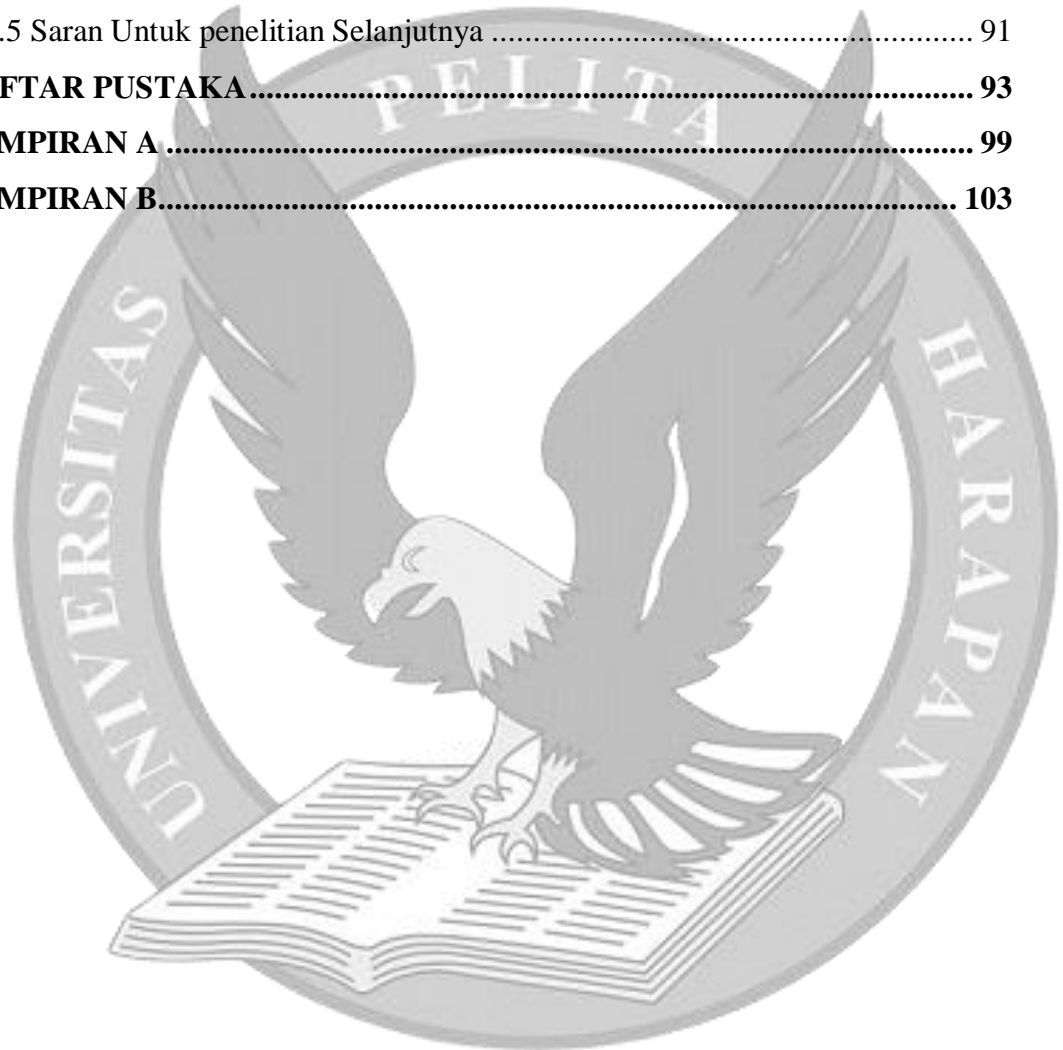 .5 Saran Untuk penelitian Selanjutnya ........................................................... 91
FTAR PUSTAKA ....................................................................................... 93
MPIRAN A ................................................................................................. 99
MPIRAN B ................................................................................................ 103
UNIVERSITAS PELITA HARAPAN